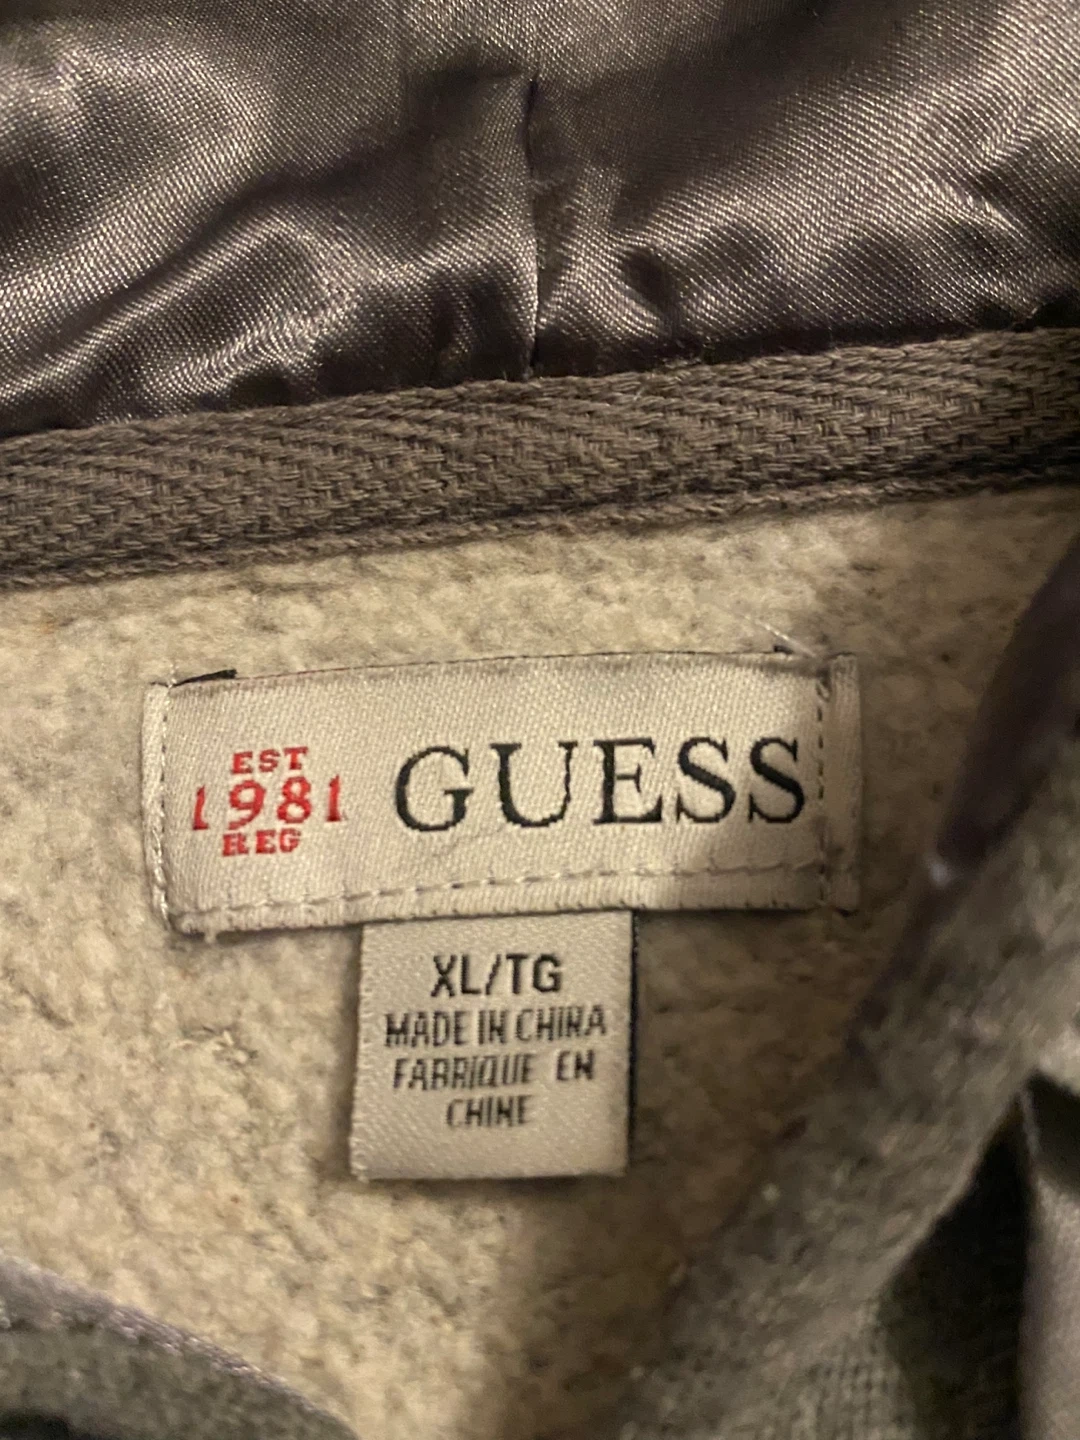 EST
1981
REG
GUESS
XL/TG
MADE IN CHINA
FABRIQUE EN
CHINE